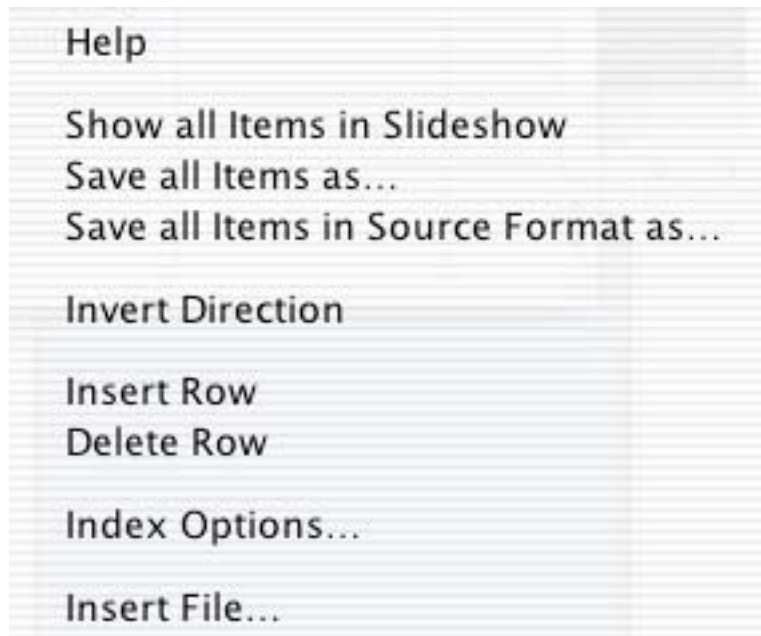 Help
Show all Items in Slideshow
Save all Items as...
Save all Items in Source Format as...
Invert Direction
Insert Row
Delete Row
Index Options...
Insert File...